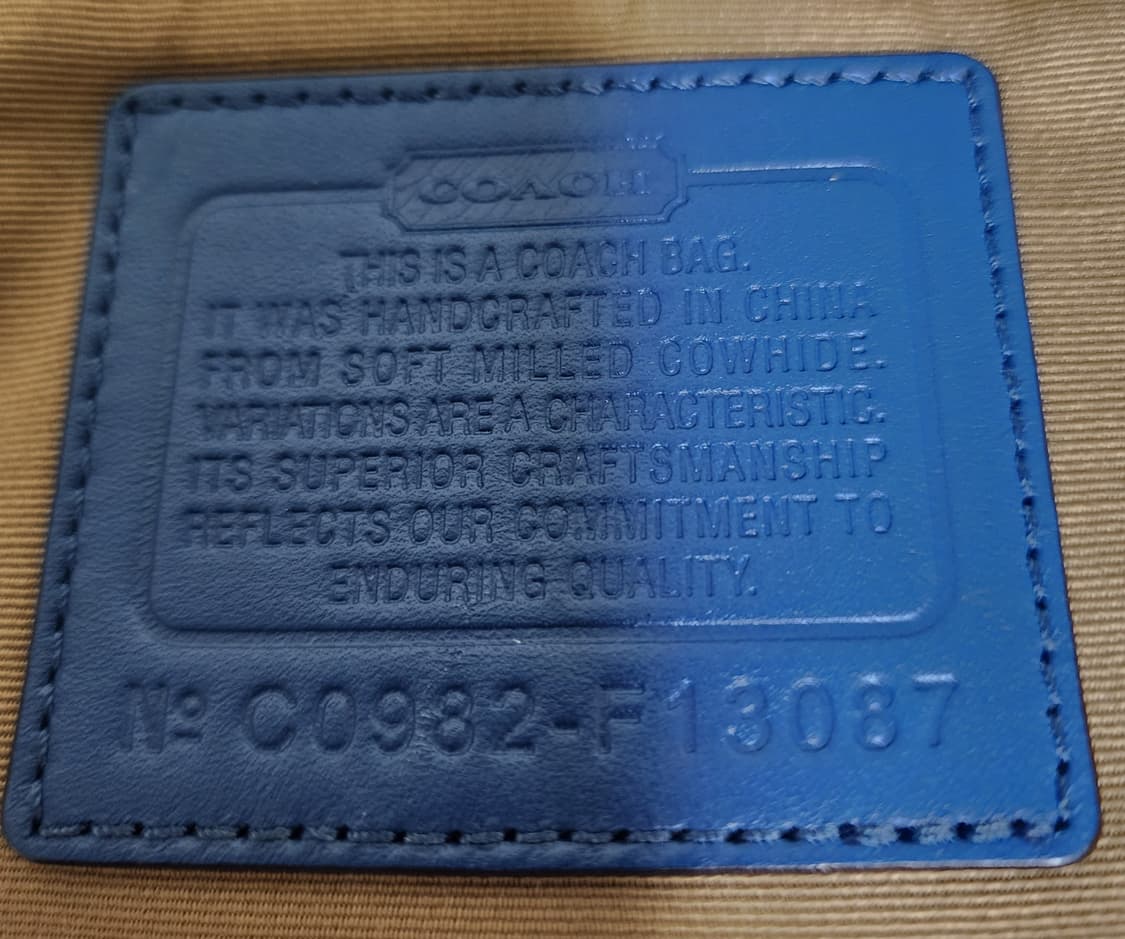 COACH
THIS IS A COACH BAG.
IT WAS HANDCRAFTED IN CHINA
FROM SOFT MILLED COWHIDE.
VARIATIONS ARE A CHARACTERISTIC.
ITS SUPERIOR CRAFTSMANSHIP
REFLECTS OUR COMMITMENT TO
ENDURING QUALITY.
Nº C0982-F13087